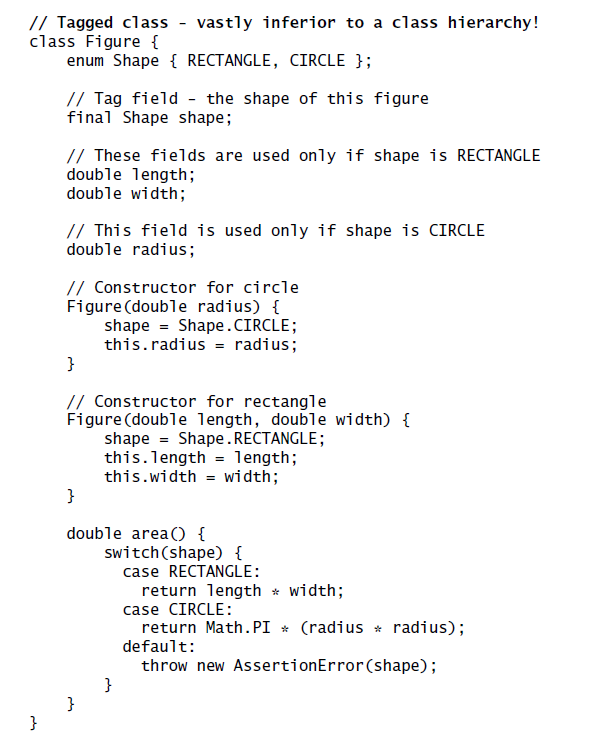 // Tagged class - vastly inferior to a class hierarchy!
class Figure {
    enum Shape { RECTANGLE, CIRCLE };

    // Tag field - the shape of this figure
    final Shape shape;

    // These fields are used only if shape is RECTANGLE
    double length;
    double width;

    // This field is used only if shape is CIRCLE
    double radius;

    // Constructor for circle
    Figure(double radius) {
        shape = Shape.CIRCLE;
        this.radius = radius;
    }

    // Constructor for rectangle
    Figure(double length, double width) {
        shape = Shape.RECTANGLE;
        this.length = length;
        this.width = width;
    }

    double area() {
        switch(shape) {
          case RECTANGLE:
            return length * width;
          case CIRCLE:
            return Math.PI * (radius * radius);
          default:
            throw new AssertionError(shape);
        }
    }
}